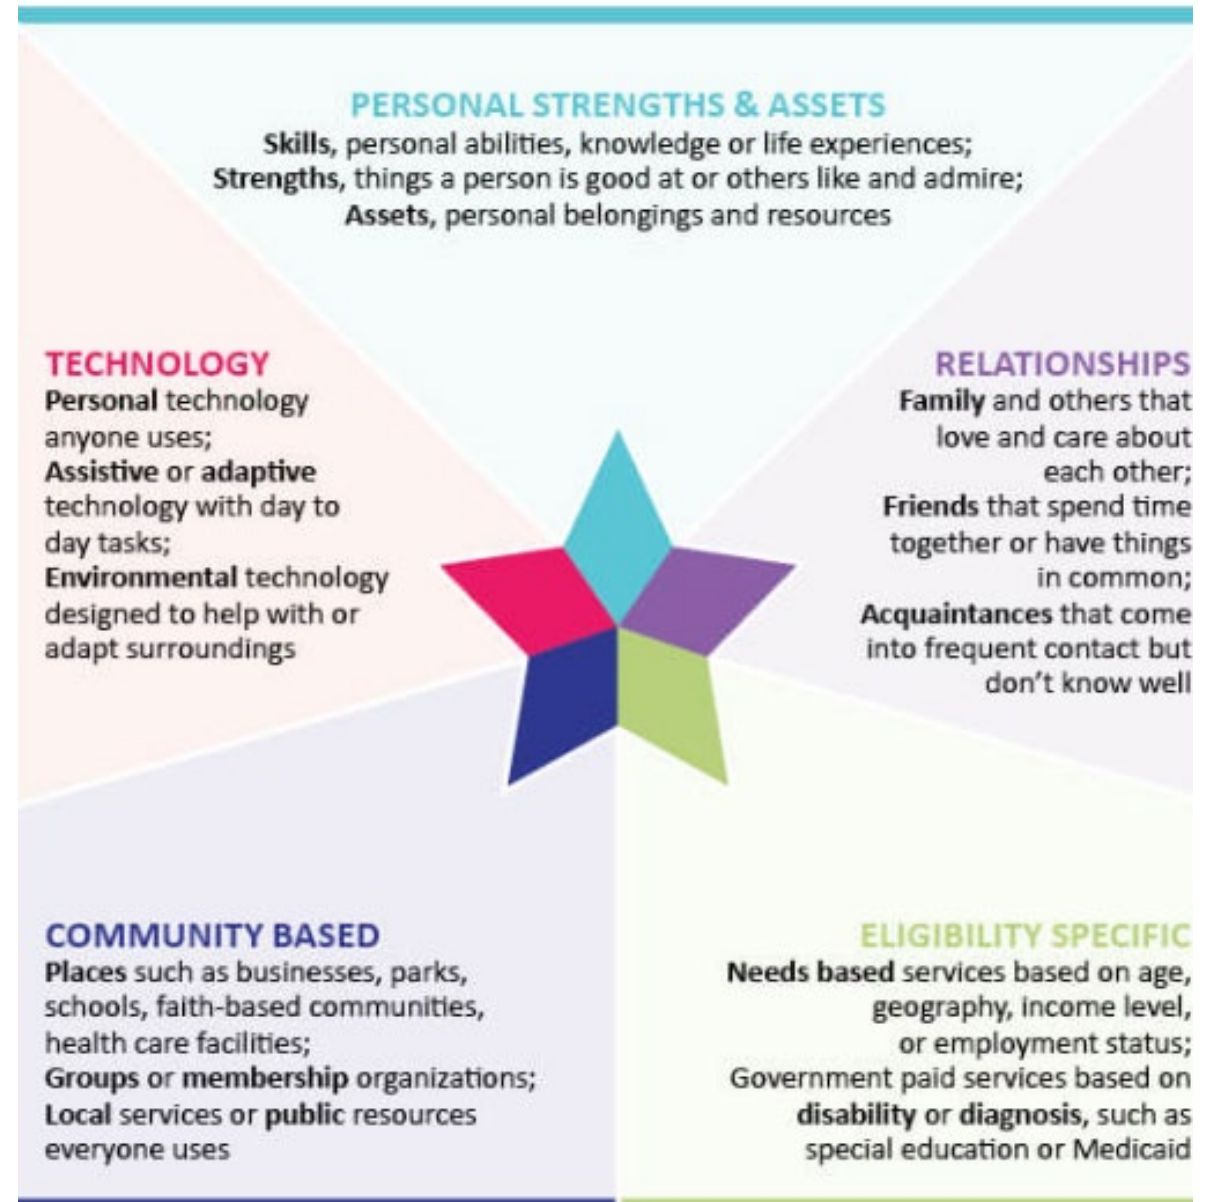 PERSONAL STRENGTHS & ASSETS
Skills, personal abilities, knowledge or life experiences;
Strengths, things a person is good at or others like and admire;
Assets, personal belongings and resources
TECHNOLOGY
Personal technology
anyone uses;
Assistive or adaptive
technology with day to
day tasks;
Environmental technology
designed to help with or
adapt surroundings
RELATIONSHIPS
Family and others that
love and care about
each other;
Friends that spend time
together or have things
in common;
Acquaintances that come
into frequent contact but
don't know well
COMMUNITY BASED
Places such as businesses, parks,
schools, faith-based communities,
health care facilities;
Groups or membership organizations;
Local services or public resources
everyone uses
ELIGIBILITY SPECIFIC
Needs based services based on age,
geography, income level,
or employment status;
Government paid services based on
disability or diagnosis, such as
special education or Medicaid